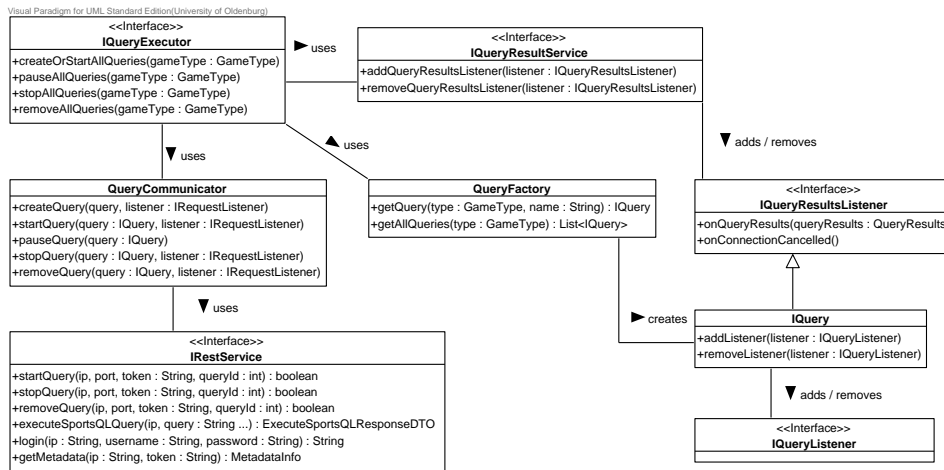 Visual Paradigm for UML Standard Edition(University of Oldenburg)
<<Interface>>
IQueryExecutor
+createOrStartAllQueries(gameType : GameType)
+pauseAllQueries(gameType : GameType)
+stopAllQueries(gameType : GameType)
+removeAllQueries(gameType : GameType)
uses
<<Interface>>
IQueryResultService
+addQueryResultsListener(listener : IQueryResultsListener)
+removeQueryResultsListener(listener : IQueryResultsListener)
uses
uses
adds / removes
QueryCommunicator
+createQuery(query, listener : IRequestListener)
+startQuery(query : IQuery, listener : IRequestListener)
+pauseQuery(query : IQuery)
+stopQuery(query : IQuery, listener : IRequestListener)
+removeQuery(query : IQuery, listener : IRequestListener)
QueryFactory
+getQuery(type : GameType, name : String) : IQuery
+getAllQueries(type : GameType) : List<IQuery>
<<Interface>>
IQueryResultsListener
+onQueryResults(queryResults : QueryResults
+onConnectionCancelled()
uses
creates
IQuery
+addListener(listener : IQueryListener)
+removeListener(listener : IQueryListener)
<<Interface>>
IRestService
+startQuery(ip, port, token : String, queryId : int) : boolean
+stopQuery(ip, port, token : String, queryId : int) : boolean
+removeQuery(ip, port, token : String, queryId : int) : boolean
+executeSportsQLQuery(ip, query : String ...) : ExecuteSportsQLResponseDTO
+login(ip : String, username : String, password : String) : String
+getMetadata(ip : String, token : String) : MetadataInfo
adds / removes
<<Interface>>
IQueryListener